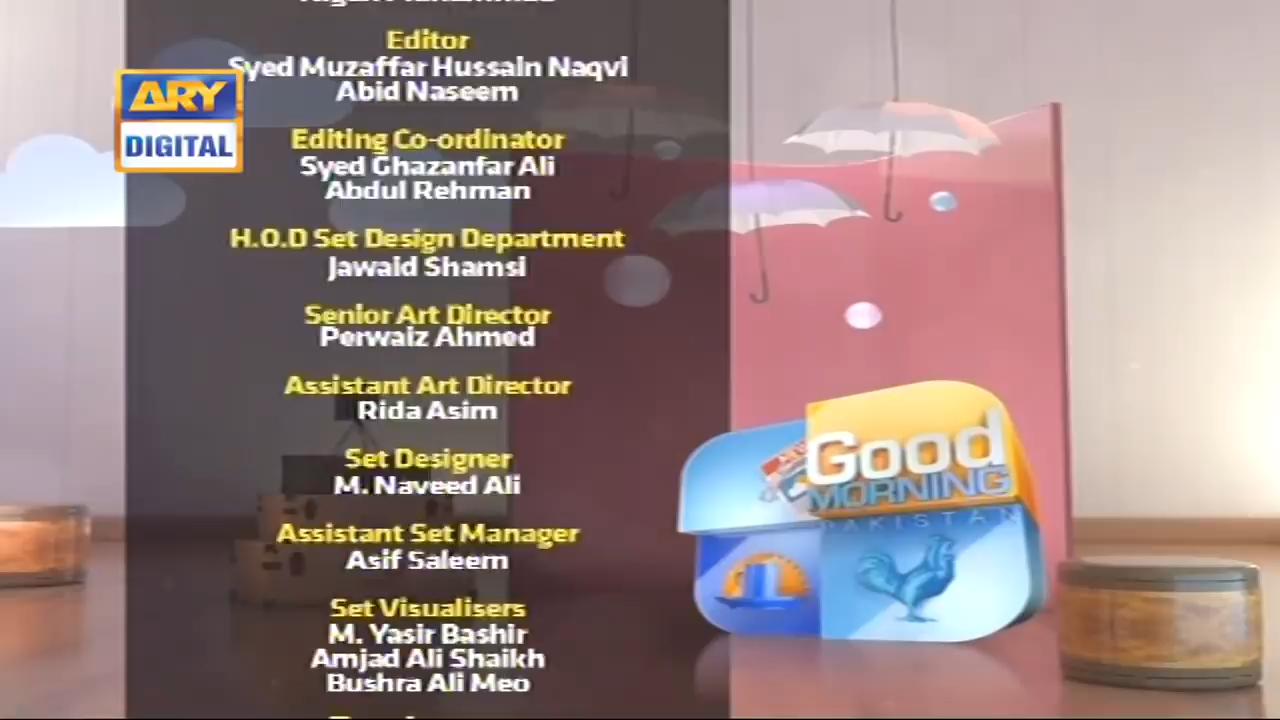 Editor
Syed Muzaffar Hussain Naqvi
Abid Naseem
ARY
DIGITAL
Editing Co-ordinator
Syed Ghazanfar Ali
Abdul Rehman
H.O.D Set Design Department
Jawaid Shamsi
Senior Art Director
Perwaiz Ahmed
Assistant Art Director
Rida Asim
Set Designer
M. Naveed Ali
Assistant Set Manager
Asif Saleem
Set Visualisers
M. Yasir Bashir
Amjad Ali Shaikh
Bushra Ali Meo
Good
MORNING
PAKISTAN